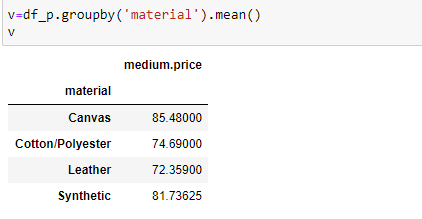 v=df_p.groupby('material').mean()
v
medium.price
material
Canvas 85.48000
Cotton/Polyester 74.69000
Leather 72.35900
Synthetic 81.73625